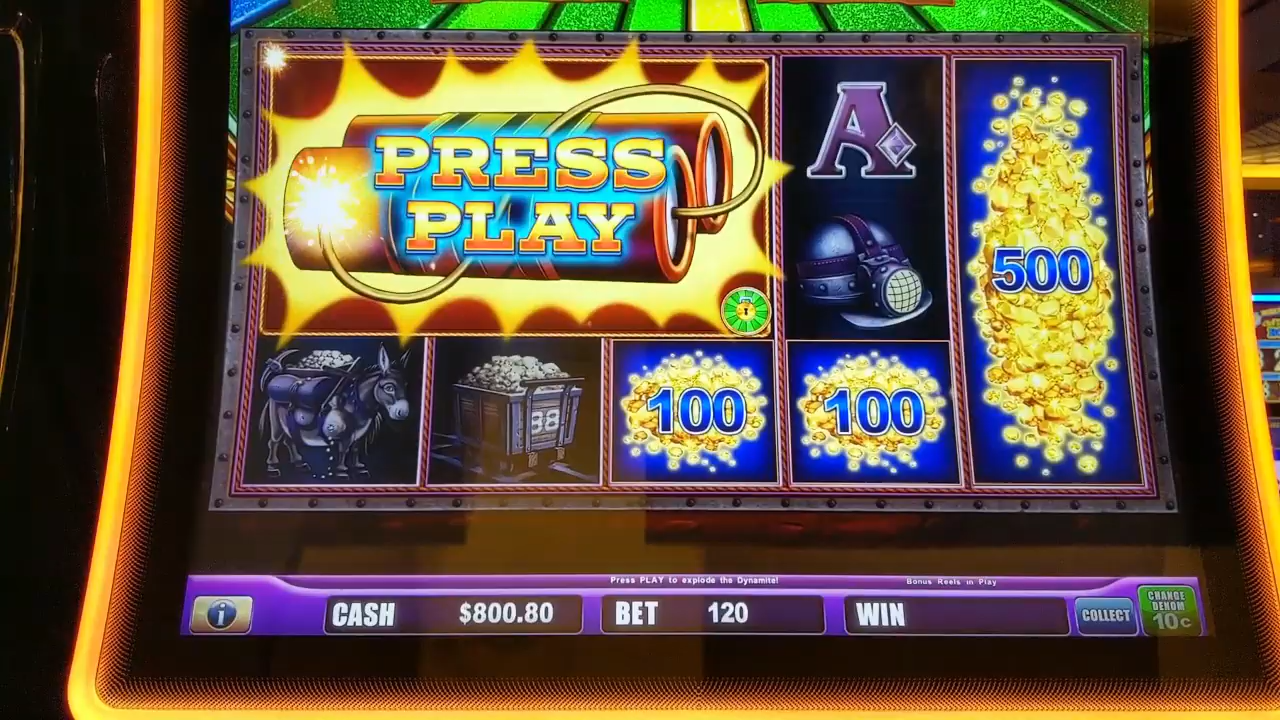 PRESS
PLAY
A
500
88
100
100
Press PLAY to explode the Dynamite!
Bonus Reels in Play
i
CASH $800.80
BET 120
WIN
COLLECT
CHANGE
DENOM
10c